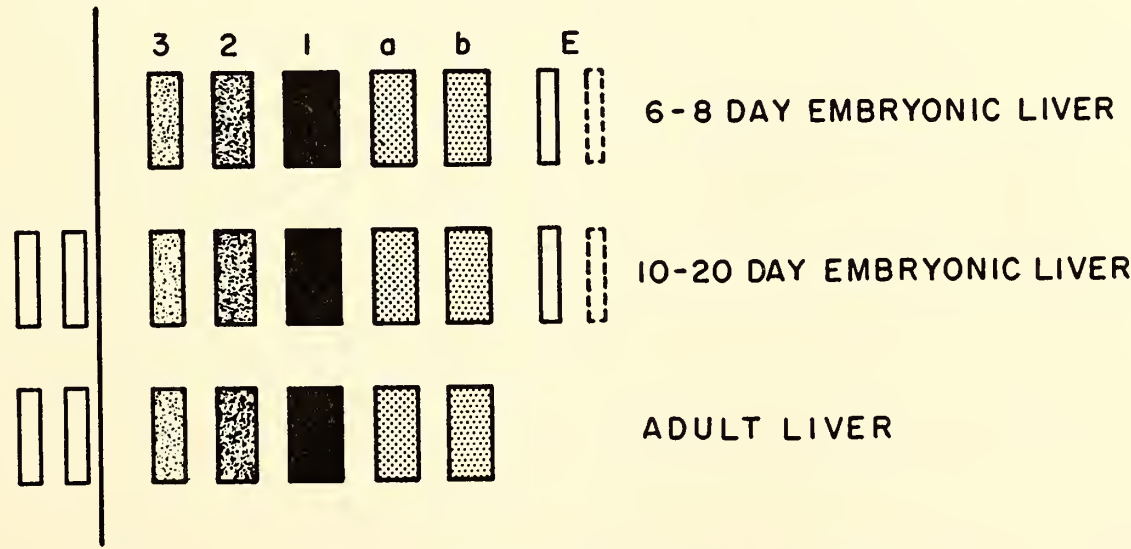 3 2 1 a b E
6-8 DAY EMBRYONIC LIVER
10-20 DAY EMBRYONIC LIVER
ADULT LIVER